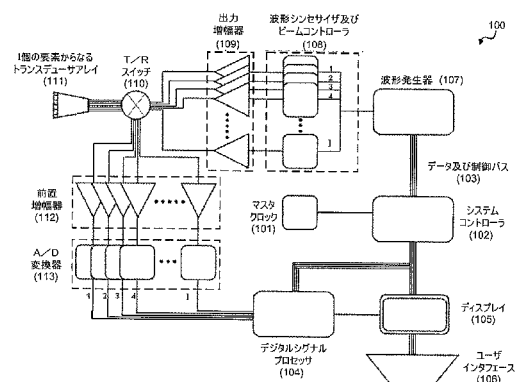 100
出力
増幅器
(109)
波形シンセサイザ及び
ビームコントローラ
(108)
T/R
スイッチ
(110)
1個の要素からなる
トランスデューサアレイ
(111)
1
2
3
4
1
波形発生器
(107)
データ及び制御バス
(103)
前置
増幅器
(112)
マスタ
クロック
(101)
システム
コントローラ
(102)
A/D
変換器
(113)
1
2
3
4
1
デジタルシグナル
プロセッサ
(104)
ディスプレイ
(105)
ユーザ
インタフェース
(106)